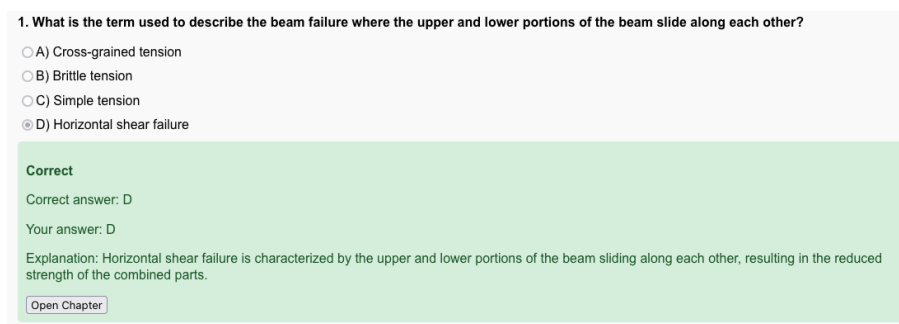 1. What is the term used to describe the beam failure where the upper and lower portions of the beam slide along each other?
A) Cross-grained tension
B) Brittle tension
C) Simple tension
D) Horizontal shear failure
Correct
Correct answer: D
Your answer: D
Explanation: Horizontal shear failure is characterized by the upper and lower portions of the beam sliding along each other, resulting in the reduced
strength of the combined parts.
Open Chapter